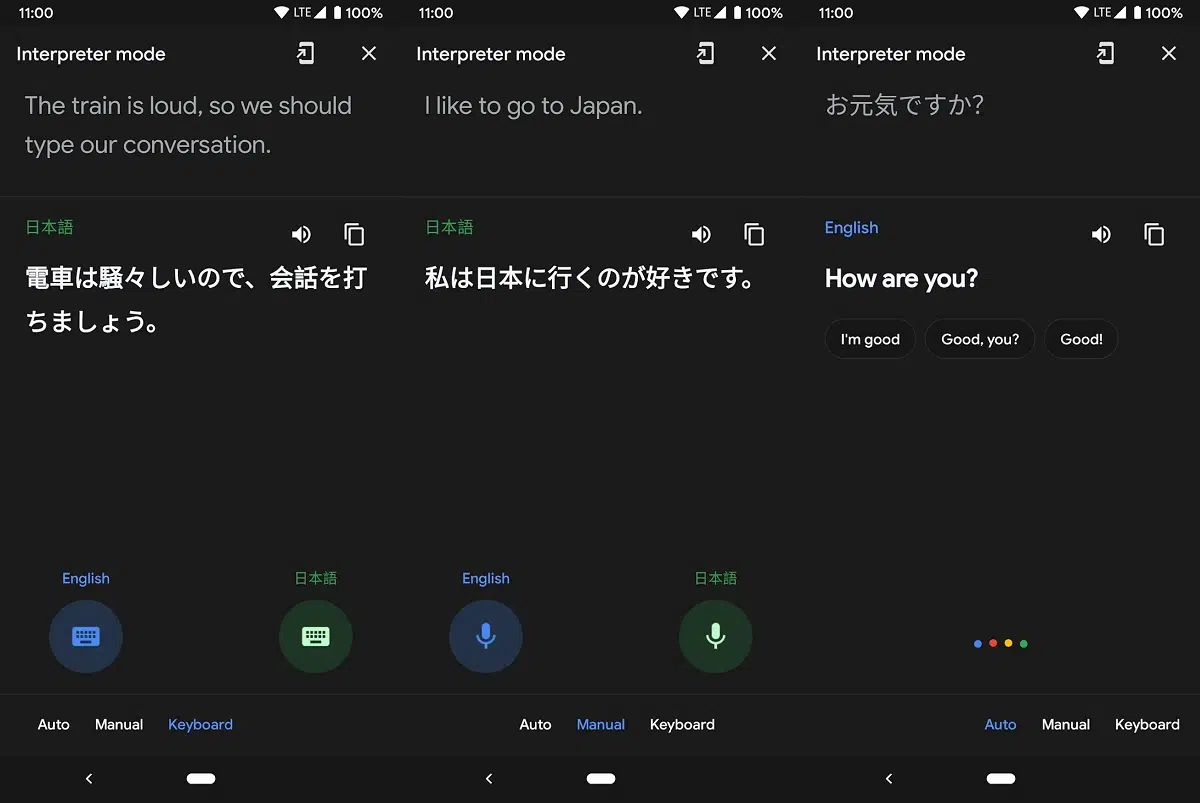 11:00
LTE
100%
Interpreter mode
The train is loud, so we should
type our conversation.
日本語
電車は騒々しいので、会話を打
ちましょう。
English
日本語
Auto
Manual
Keyboard
11:00
LTE
100%
Interpreter mode
I like to go to Japan.
日本語
私は日本に行くのが好きです。
English
日本語
Auto
Manual
Keyboard
11:00
LTE
100%
Interpreter mode
お元気ですか?
English
How are you?
I'm good
Good, you?
Good!
Auto
Manual
Keyboard